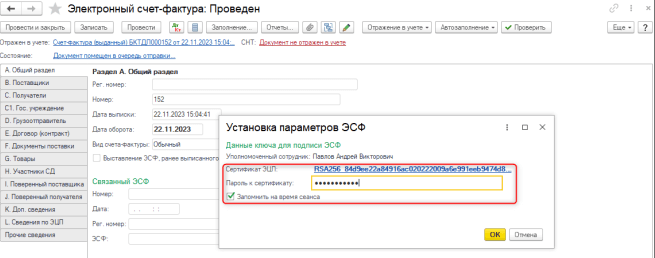 Электронный счет-фактура: Проведен
Провести и закрыть Записать Провести Заполнение... Отчеты... Отражение в учете Автозаполнение Проверить Еще ?
Отражен в учете: Счет-фактура (выданный) БКТДП000152 от 22.11.2023 15:04... СНТ: Документ не отражен в учете
Состояние: Документ помещен в очередь отправки...
A. Общий раздел
B. Поставщики
C. Получатели
C1. Гос. учреждение
D. Грузоотправитель
E. Договор (контракт)
F. Документы поставки
G. Товары
H. Участники СД
I. Поверенный поставщика
J. Поверенный получателя
K. Доп. сведения
L. Сведения по ЭЦП
Прочие сведения
Раздел A. Общий раздел
Рег. номер:
Номер: 152
Дата выписки: 22.11.2023 15:04:41
Дата оборота: 22.11.2023
Вид счета-фактуры: Обычный
Выставление ЭСФ, ранее выписанного
Связанный ЭСФ
Номер:
Дата:
Рег. номер:
ЭСФ:
Установка параметров ЭСФ
Данные ключа для подписи ЭСФ
Уполномоченный сотрудник: Павлов Андрей Викторович
Сертификат ЭЦП: RSA256_84d9ee22a84916ac020222009a6e991eeb9474d8...
Пароль к сертификату:
Запомнить на время сеанса
ОК Отмена